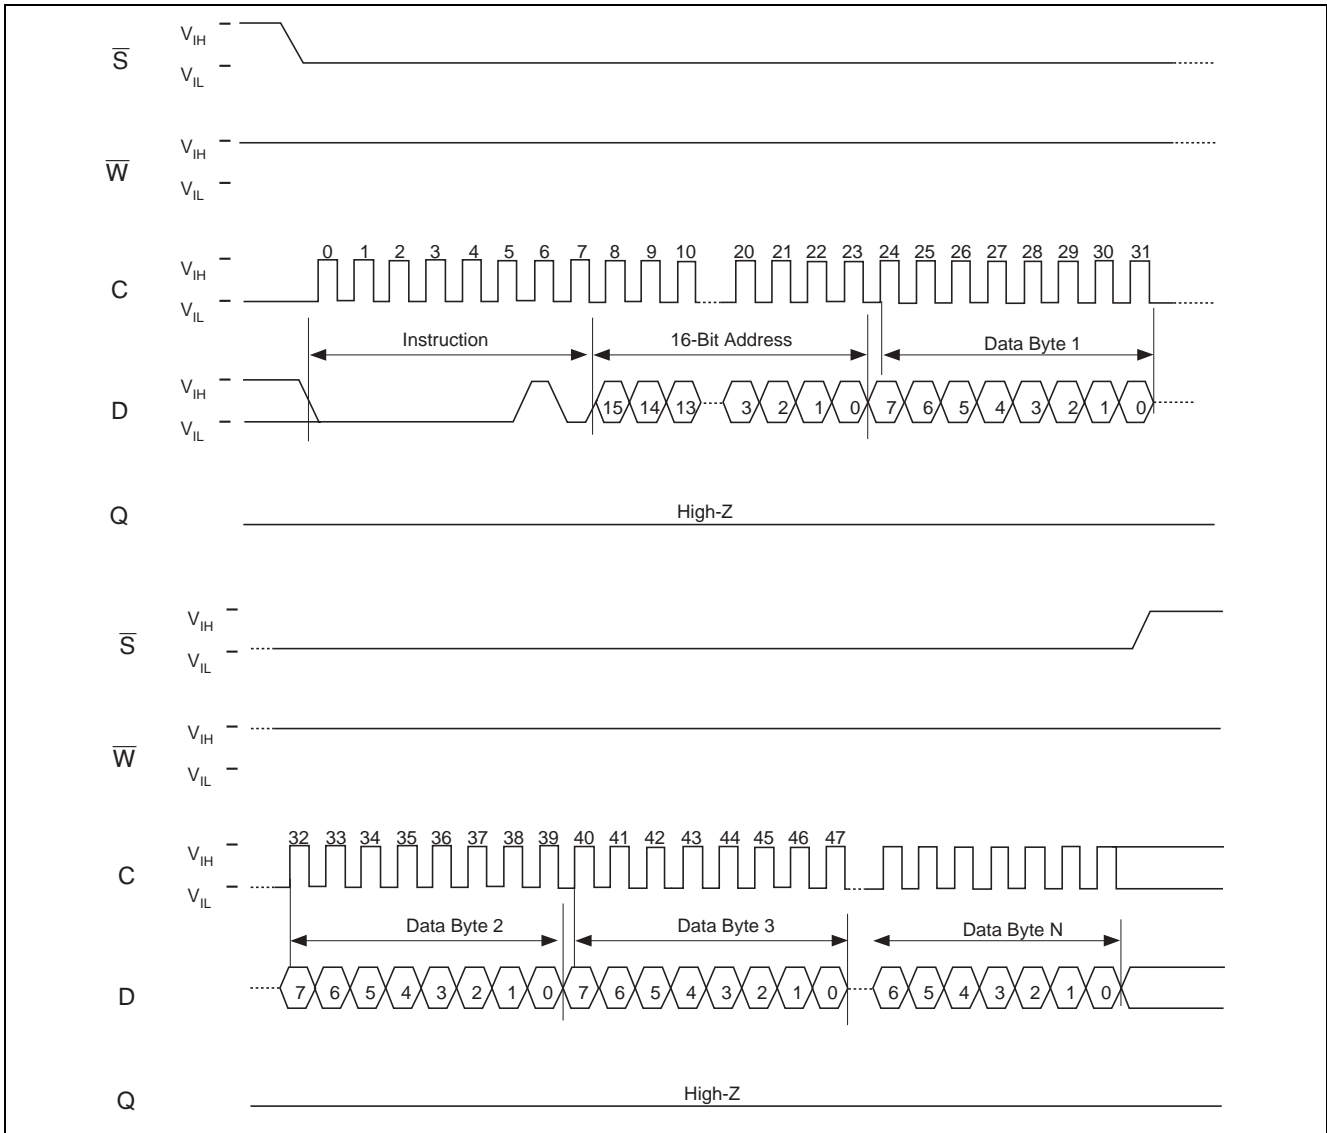 S̅
V_IH
V_IL
W̅
V_IH
V_IL
0 1 2 3 4 5 6 7 8 9 10 20 21 22 23 24 25 26 27 28 29 30 31
C
V_IH
V_IL
Instruction 16-Bit Address Data Byte 1
D
V_IH
V_IL
15 14 13 3 2 1 0 7 6 5 4 3 2 1 0
Q
High-Z
S̅
V_IH
V_IL
W̅
V_IH
V_IL
32 33 34 35 36 37 38 39 40 41 42 43 44 45 46 47
C
V_IH
V_IL
Data Byte 2 Data Byte 3 Data Byte N
D
7 6 5 4 3 2 1 0 7 6 5 4 3 2 1 0 6 5 4 3 2 1 0
Q
High-Z